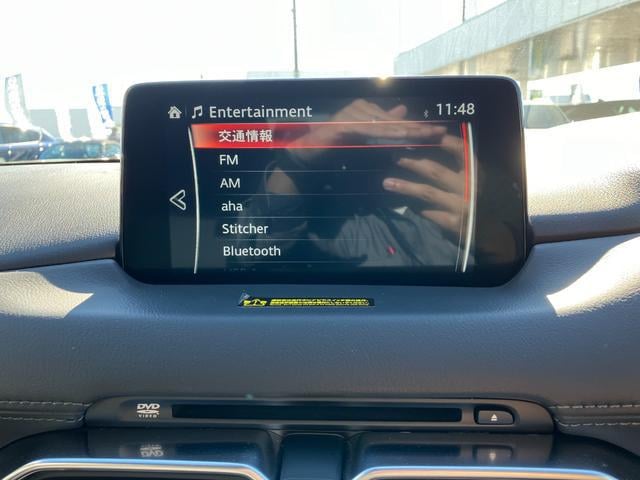 Entertainment 11:48
交通情報
FM
AM
aha
Stitcher
Bluetooth
DVD
VIDEO